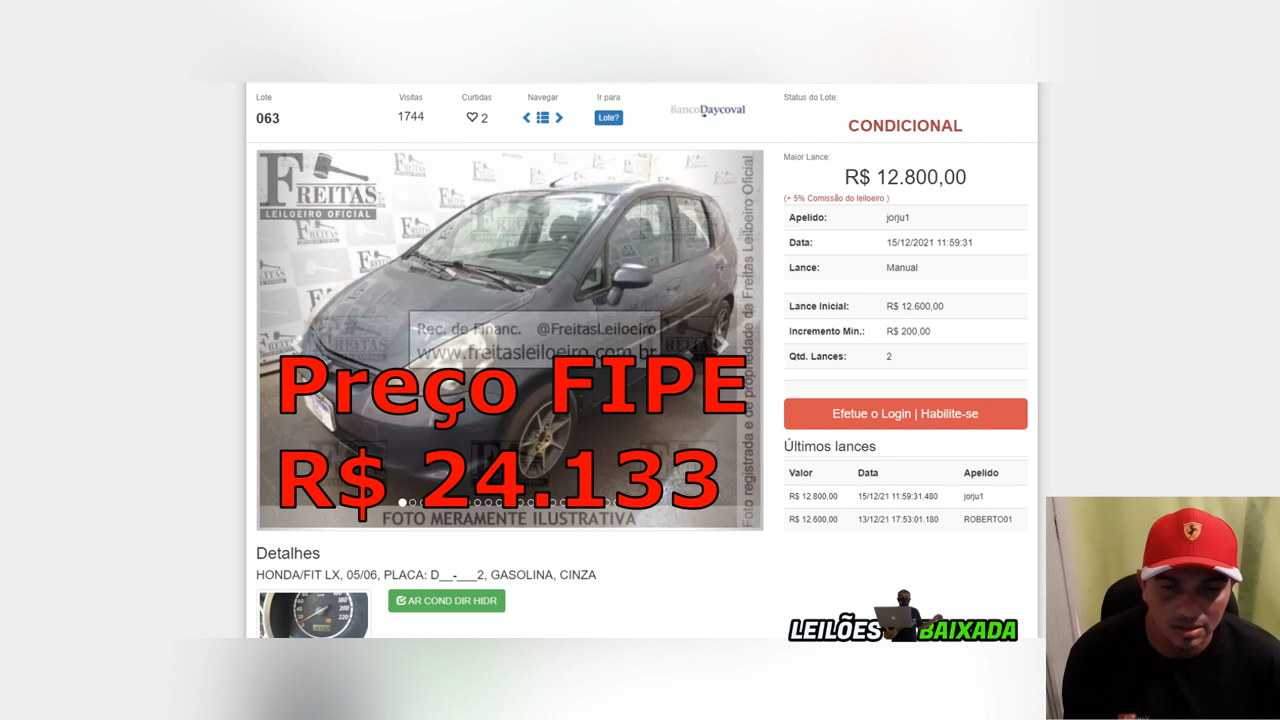 Lote
Visitas
Curtidas
Navegar
Ir para
063
1744
2
Lote?
BancoDaycoval
Status do Lote:
CONDICIONAL
Maior Lance:
R$ 12.800,00
(+ 5% Comissão do leiloeiro )
Apelido: jorju1
Data: 15/12/2021 11:59:31
Lance: Manual
Lance Inicial: R$ 12.600,00
Incremento Min.: R$ 200,00
Qtd. Lances: 2
Efetue o Login | Habilite-se
Últimos lances
Valor Data Apelido
R$ 12.800,00 15/12/21 11:59:31.480 jorju1
R$ 12.600,00 13/12/21 17:53:01.180 ROBERTO01
FREITAS
LEILOEIRO OFICIAL
Rec. de Financ. @FreitasLeiloeiro
www.freitasleiloeiro.com.br
Preço FIPE
R$ 24.133
FOTO MERAMENTE ILUSTRATIVA
Foto registrada e de propriedade da Freitas Leiloeiro Oficial.
Detalhes
HONDA/FIT LX, 05/06, PLACA: D__-___2, GASOLINA, CINZA
AR COND DIR HIDR
LEILÕES BAIXADA